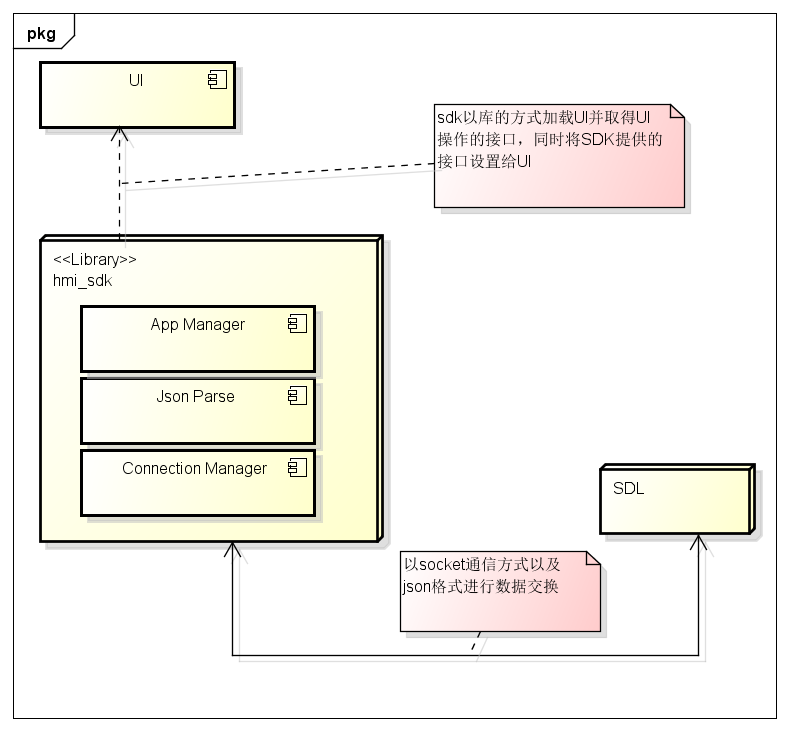 pkg
UI
sdk以库的方式加载UI并取得UI
操作的接口，同时将SDK提供的
接口设置给UI
<<Library>>
hmi_sdk
App Manager
Json Parse
Connection Manager
SDL
以socket通信方式以及
json格式进行数据交换